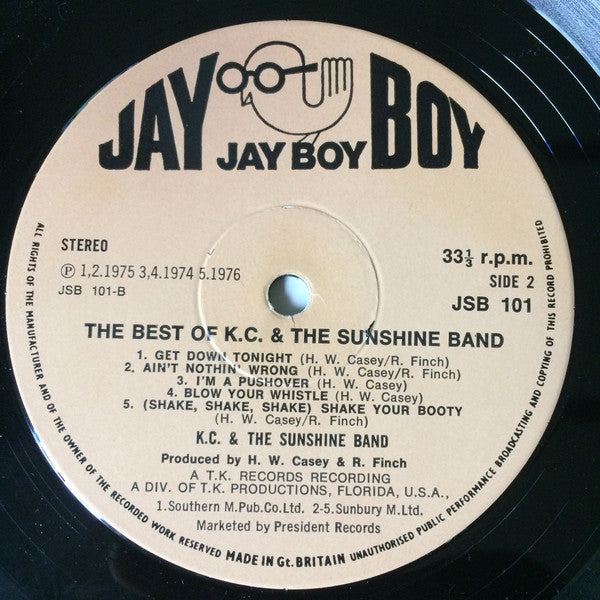 JAY BOY
JAY BOY
STEREO
℗ 1,2.1975 3,4.1974 5.1976
JSB 101-B
33⅓ r.p.m.
SIDE 2
JSB 101
THE BEST OF K.C. & THE SUNSHINE BAND
1. GET DOWN TONIGHT (H. W. Casey/R. Finch)
2. AIN'T NOTHIN' WRONG (H. W. Casey/R. Finch)
3. I'M A PUSHOVER (H. W. Casey)
4. BLOW YOUR WHISTLE (H. W. Casey)
5. (SHAKE, SHAKE, SHAKE) SHAKE YOUR BOOTY
(H. W. Casey/R. Finch)
K.C. & THE SUNSHINE BAND
Produced by H. W. Casey & R. Finch
A T.K. RECORDS RECORDING
A DIV. OF T.K. PRODUCTIONS, FLORIDA, U.S.A.,
1.Southern M.Pub.Co.Ltd. 2-5.Sunbury M.Ltd.
Marketed by President Records
ALL RIGHTS OF THE MANUFACTURER AND OF THE OWNER OF THE RECORDED WORK RESERVED MADE IN Gt. BRITAIN UNAUTHORISED PUBLIC PERFORMANCE BROADCASTING AND COPYING OF THIS RECORD PROHIBITED